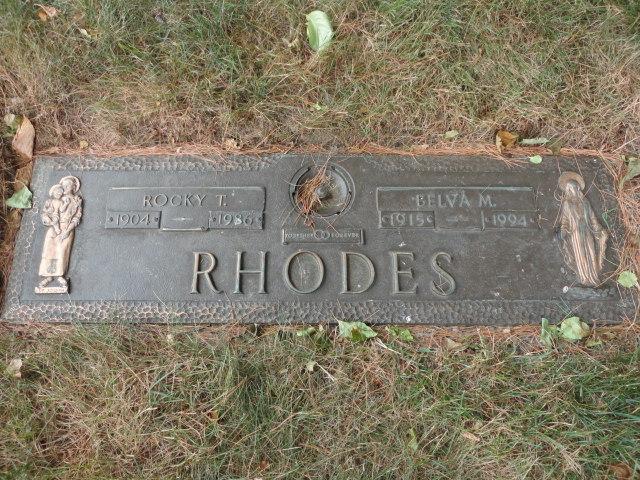 ROCKY T.
1904 — 1986
BELVA M.
1915 — 1994
TOGETHER FOREVER
RHODES